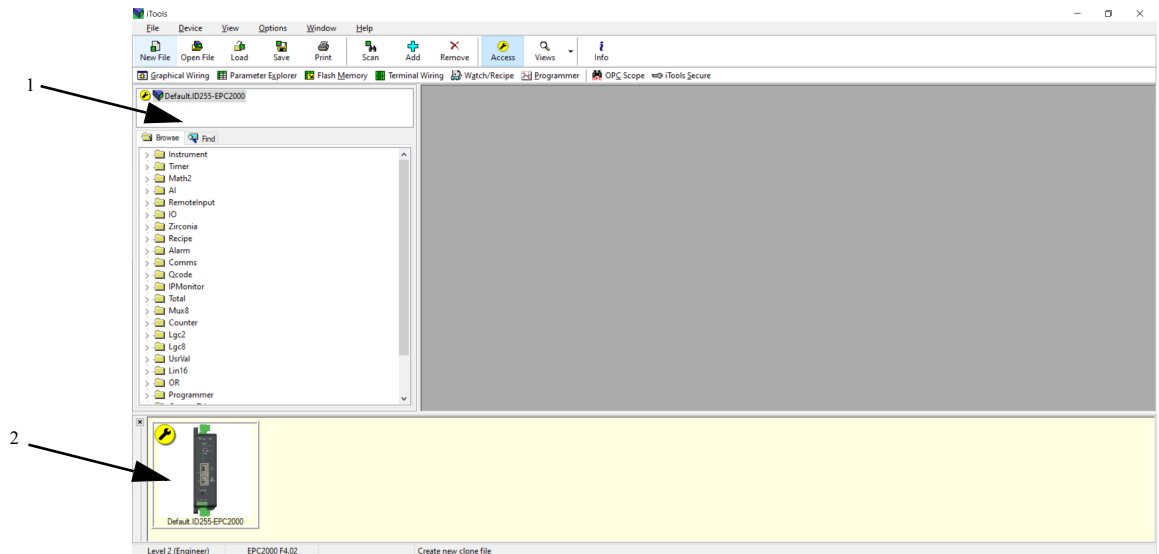 iTools
File Device View Options Window Help
New File Open File Load Save Print Scan Add Remove Access Views Info
Graphical Wiring Parameter Explorer Flash Memory Terminal Wiring Watch/Recipe Programmer OPC Scope iTools Secure
1
Default.ID255-EPC2000
Browse Find
Instrument
Timer
Math2
AI
RemoteInput
IO
Zirconia
Recipe
Alarm
Comms
Qcode
IPMonitor
Total
Mux8
Counter
Lgc2
Lgc8
UsrVal
Lin16
OR
Programmer
2
Default.ID255-EPC2000
Level 2 (Engineer) EPC2000 F4.02 Create new clone file